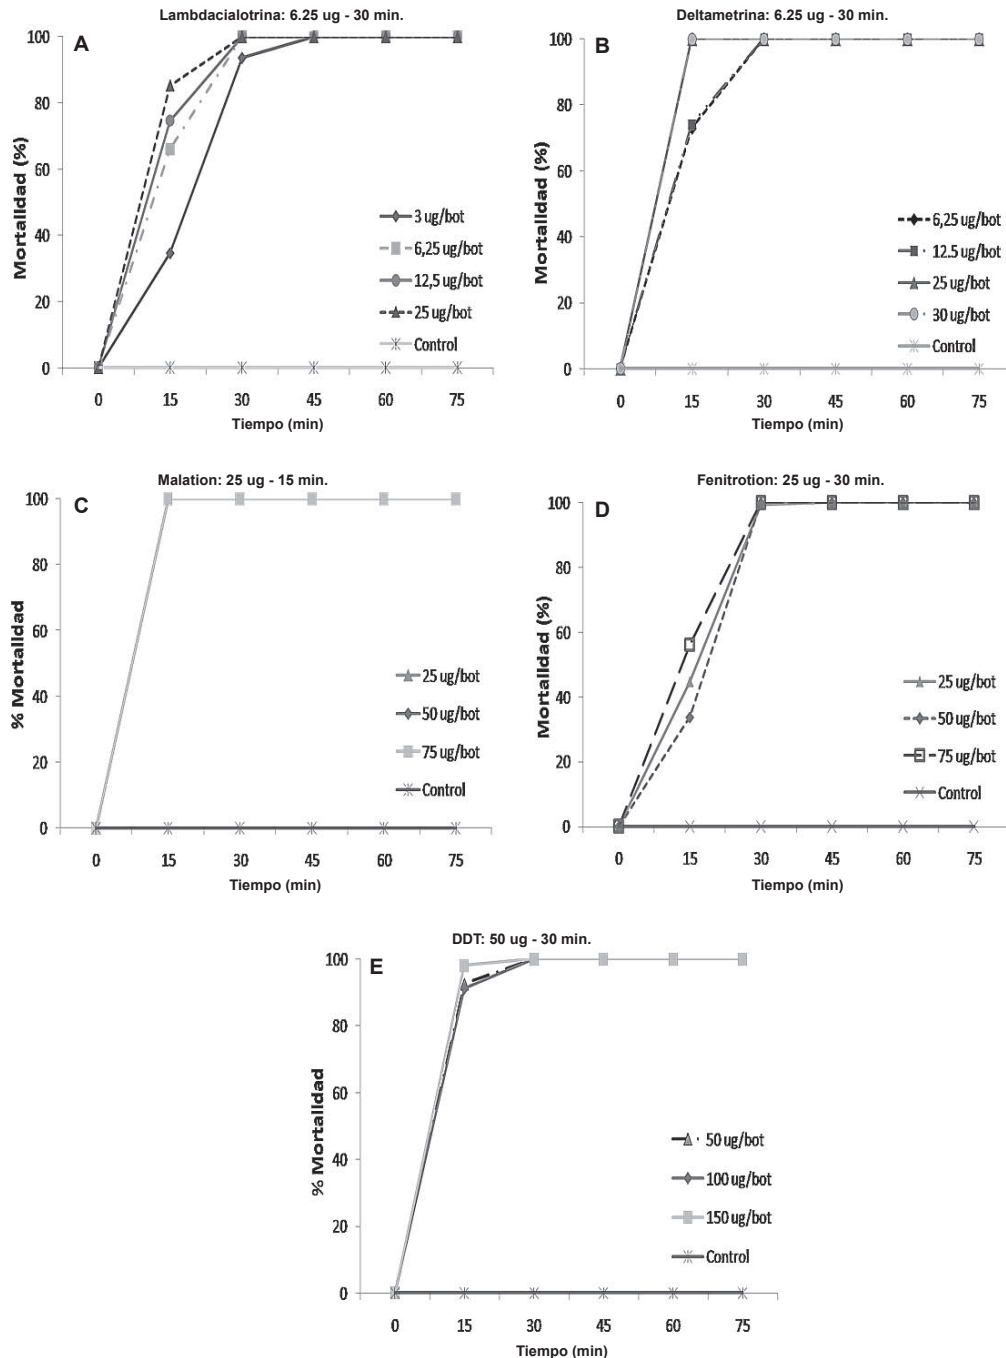 Lambdacialotrina: 6.25 ug - 30 min.
A
Mortalidad (%)
100
80
60
40
20
0
0 15 30 45 60 75
Tiempo (min)
3 ug/bot
6,25 ug/bot
12,5 ug/bot
25 ug/bot
Control
Deltametrina: 6.25 ug - 30 min.
B
Mortalidad (%)
100
80
60
40
20
0
0 15 30 45 60 75
Tiempo (min)
6,25 ug/bot
12.5 ug/bot
25 ug/bot
30 ug/bot
Control
Malation: 25 ug - 15 min.
C
% Mortalidad
100
80
60
40
20
0
0 15 30 45 60 75
Tiempo (min)
25 ug/bot
50 ug/bot
75 ug/bot
Control
Fenitrotion: 25 ug - 30 min.
D
Mortalidad (%)
100
80
60
40
20
0
0 15 30 45 60 75
Tiempo (min)
25 ug/bot
50 ug/bot
75 ug/bot
Control
DDT: 50 ug - 30 min.
E
% Mortalidad
100
80
60
40
20
0
0 15 30 45 60 75
Tiempo (min)
50 ug/bot
100 ug/bot
150 ug/bot
Control